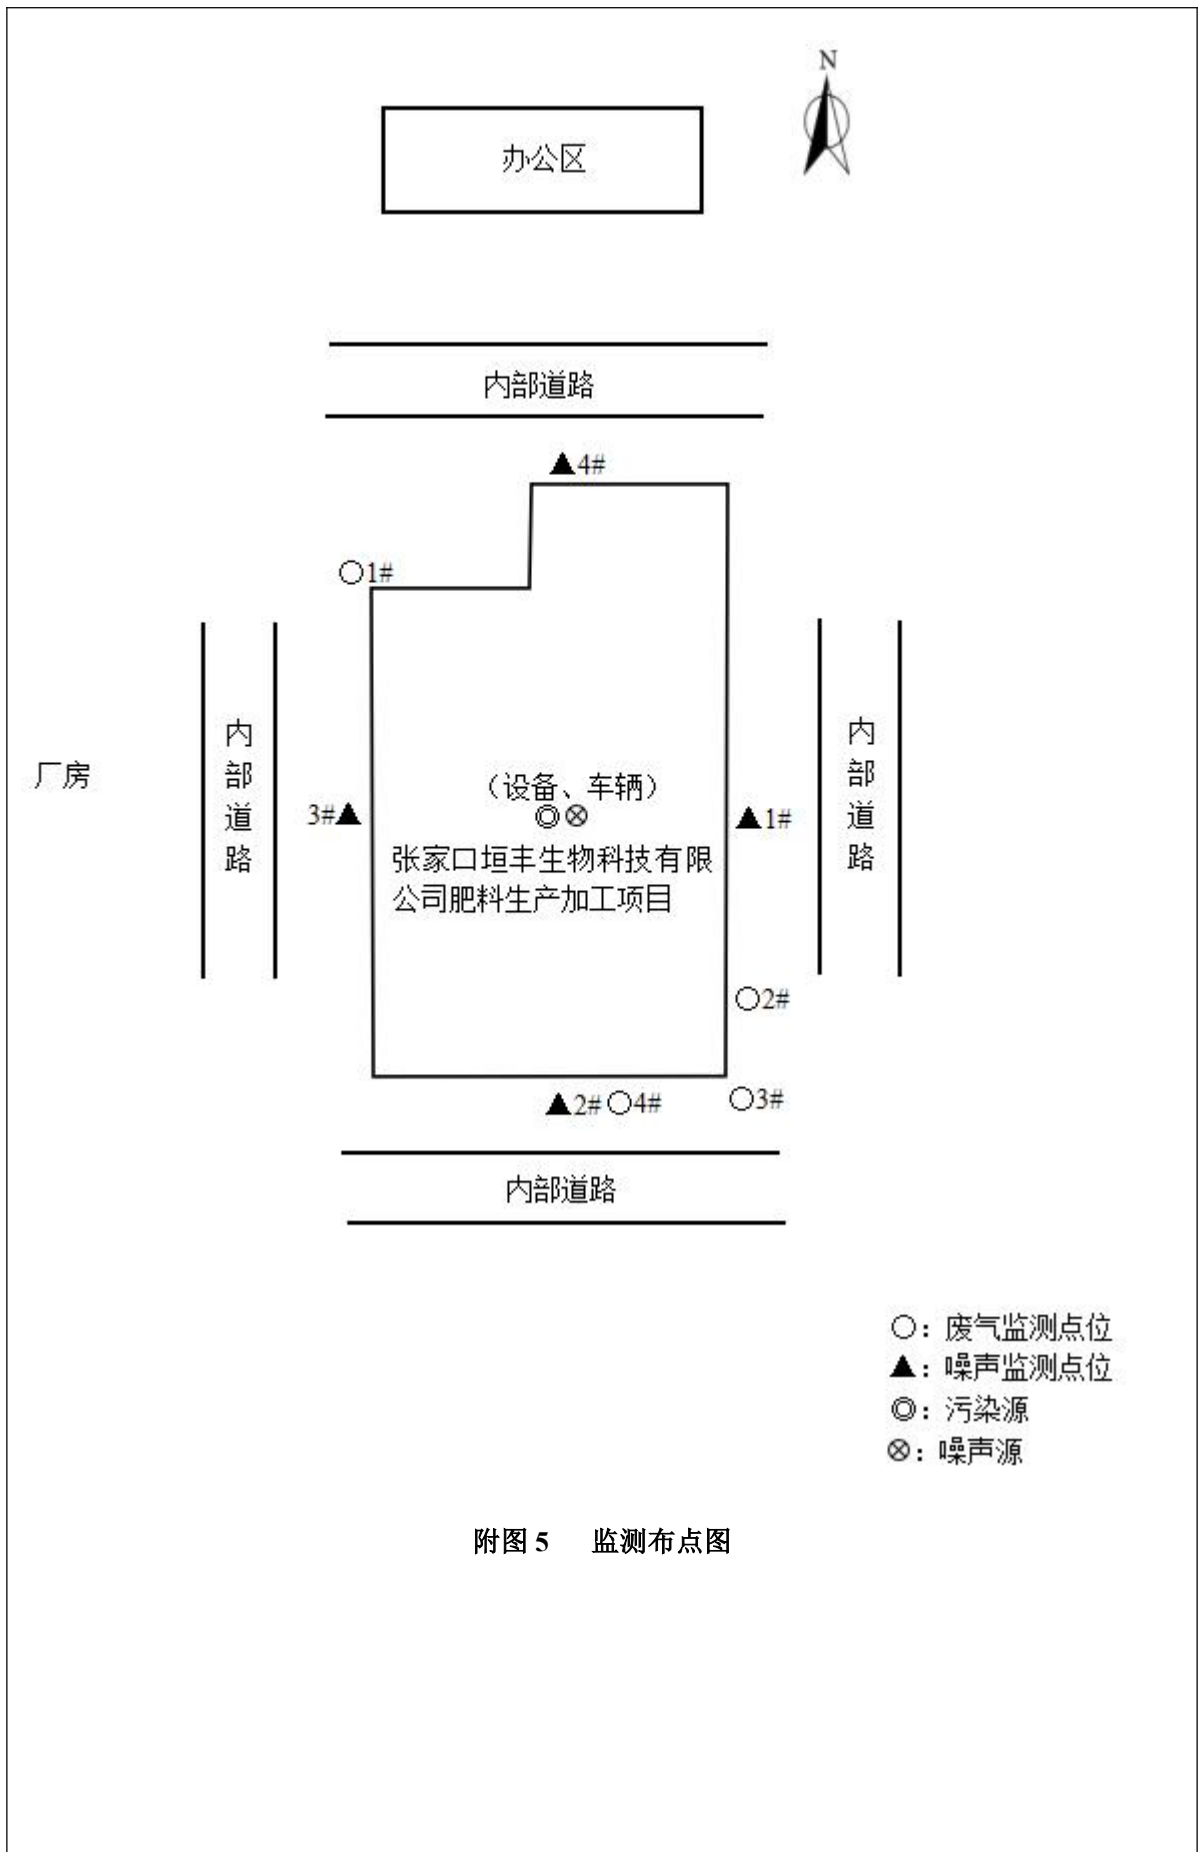 N
办公区
内部道路
▲4#
○1#
厂房
内部道路
3#▲
（设备、车辆）
◎⊗
张家口垣丰生物科技有限
公司肥料生产加工项目
▲1#
内部道路
○2#
▲2#○4#
○3#
内部道路
○：废气监测点位
▲：噪声监测点位
◎：污染源
⊗：噪声源
附图 5 监测布点图